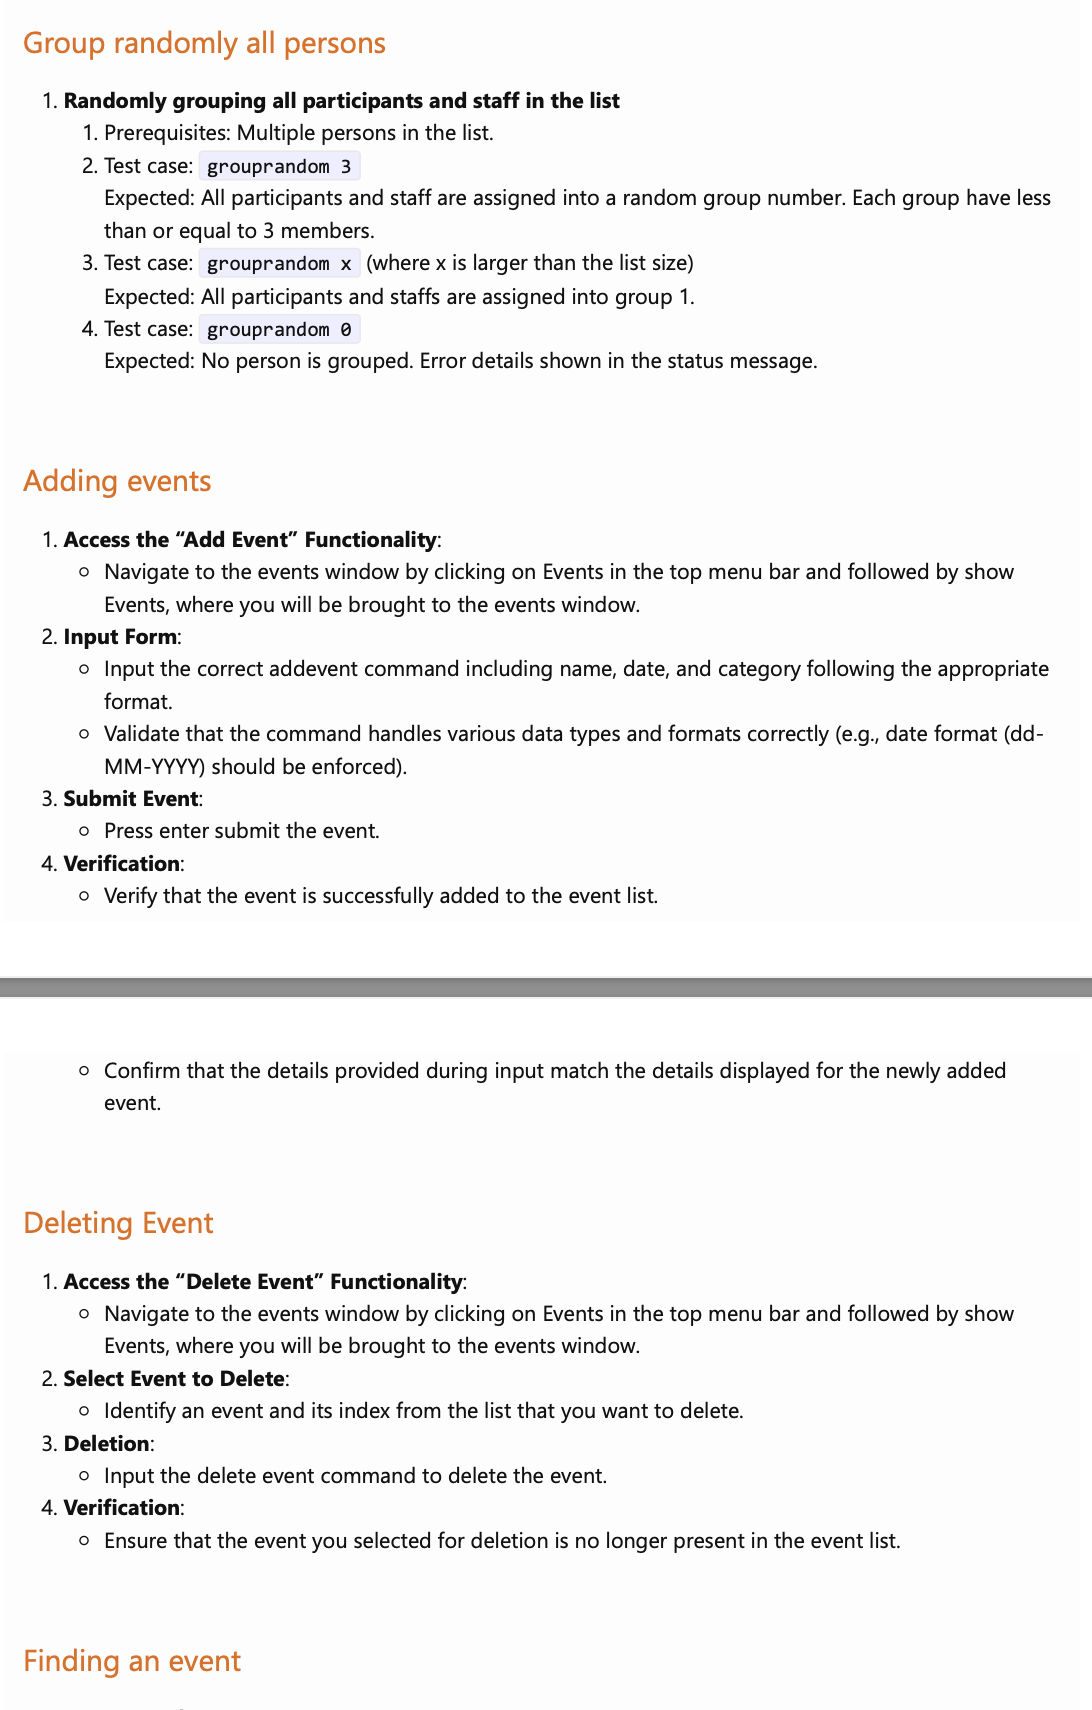 Group randomly all persons
1. Randomly grouping all participants and staff in the list
1. Prerequisites: Multiple persons in the list.
2. Test case: grouprandom 3
Expected: All participants and staff are assigned into a random group number. Each group have less
than or equal to 3 members.
3. Test case: grouprandom x (where x is larger than the list size)
Expected: All participants and staffs are assigned into group 1.
4. Test case: grouprandom 0
Expected: No person is grouped. Error details shown in the status message.
Adding events
1. Access the “Add Event” Functionality:
○ Navigate to the events window by clicking on Events in the top menu bar and followed by show
Events, where you will be brought to the events window.
2. Input Form:
○ Input the correct addevent command including name, date, and category following the appropriate
format.
○ Validate that the command handles various data types and formats correctly (e.g., date format (dd-
MM-YYYY) should be enforced).
3. Submit Event:
○ Press enter submit the event.
4. Verification:
○ Verify that the event is successfully added to the event list.
○ Confirm that the details provided during input match the details displayed for the newly added
event.
Deleting Event
1. Access the “Delete Event” Functionality:
○ Navigate to the events window by clicking on Events in the top menu bar and followed by show
Events, where you will be brought to the events window.
2. Select Event to Delete:
○ Identify an event and its index from the list that you want to delete.
3. Deletion:
○ Input the delete event command to delete the event.
4. Verification:
○ Ensure that the event you selected for deletion is no longer present in the event list.
Finding an event